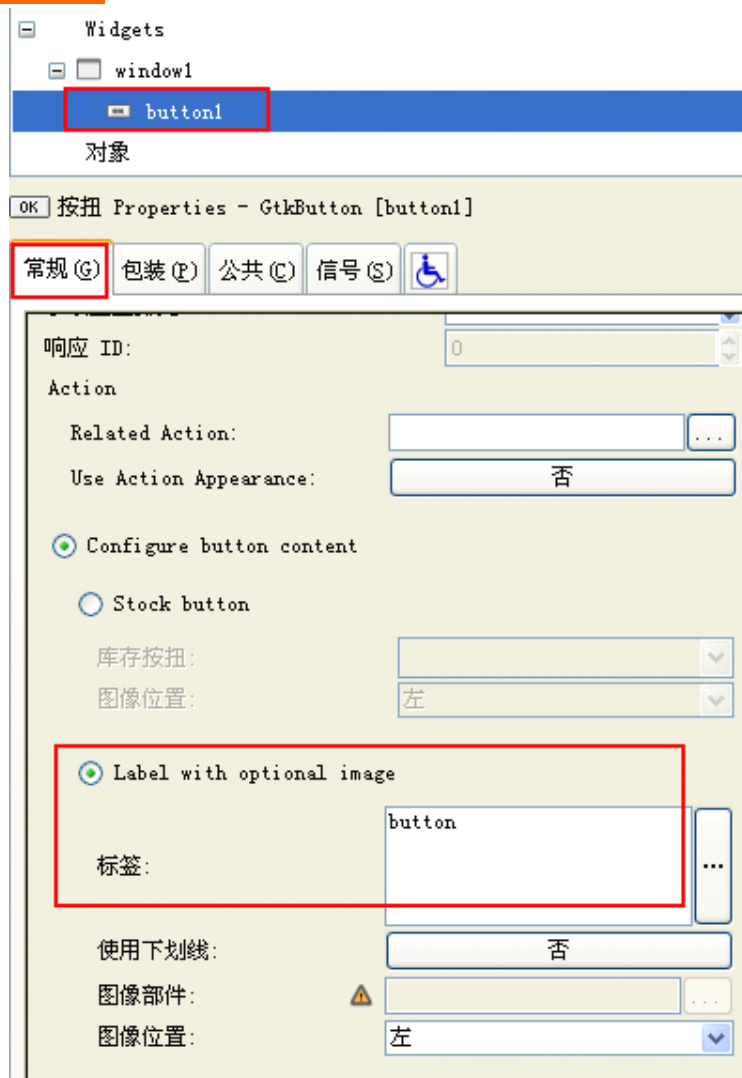 Widgets
window1
button1
对象
OK 按扭 Properties - GtkButton [button1]
常规(G) 包装(P) 公共(C) 信号(S)
响应 ID: 0
Action
Related Action: ...
Use Action Appearance: 否
Configure button content
Stock button
库存按扭:
图像位置: 左
Label with optional image
button
标签: ...
使用下划线: 否
图像部件: ...
图像位置: 左